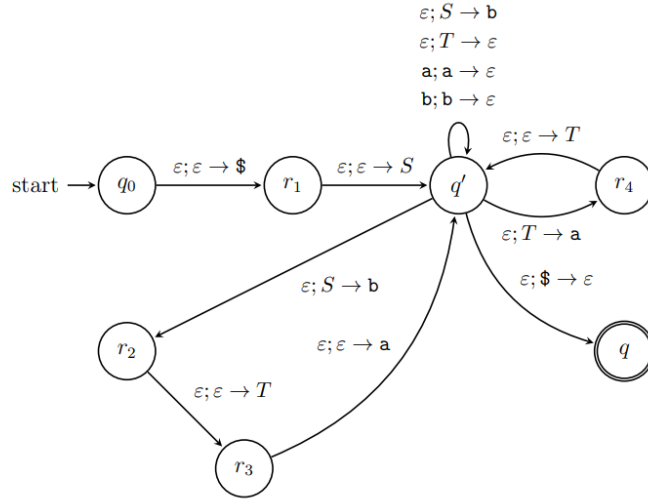 ε; S → b
ε; T → ε
a; a → ε
b; b → ε
ε; ε → $
ε; ε → S
ε; ε → T
start
q₀
r₁
q′
r₄
ε; T → a
ε; S → b
ε; $ → ε
ε; ε → a
r₂
q
ε; ε → T
r₃